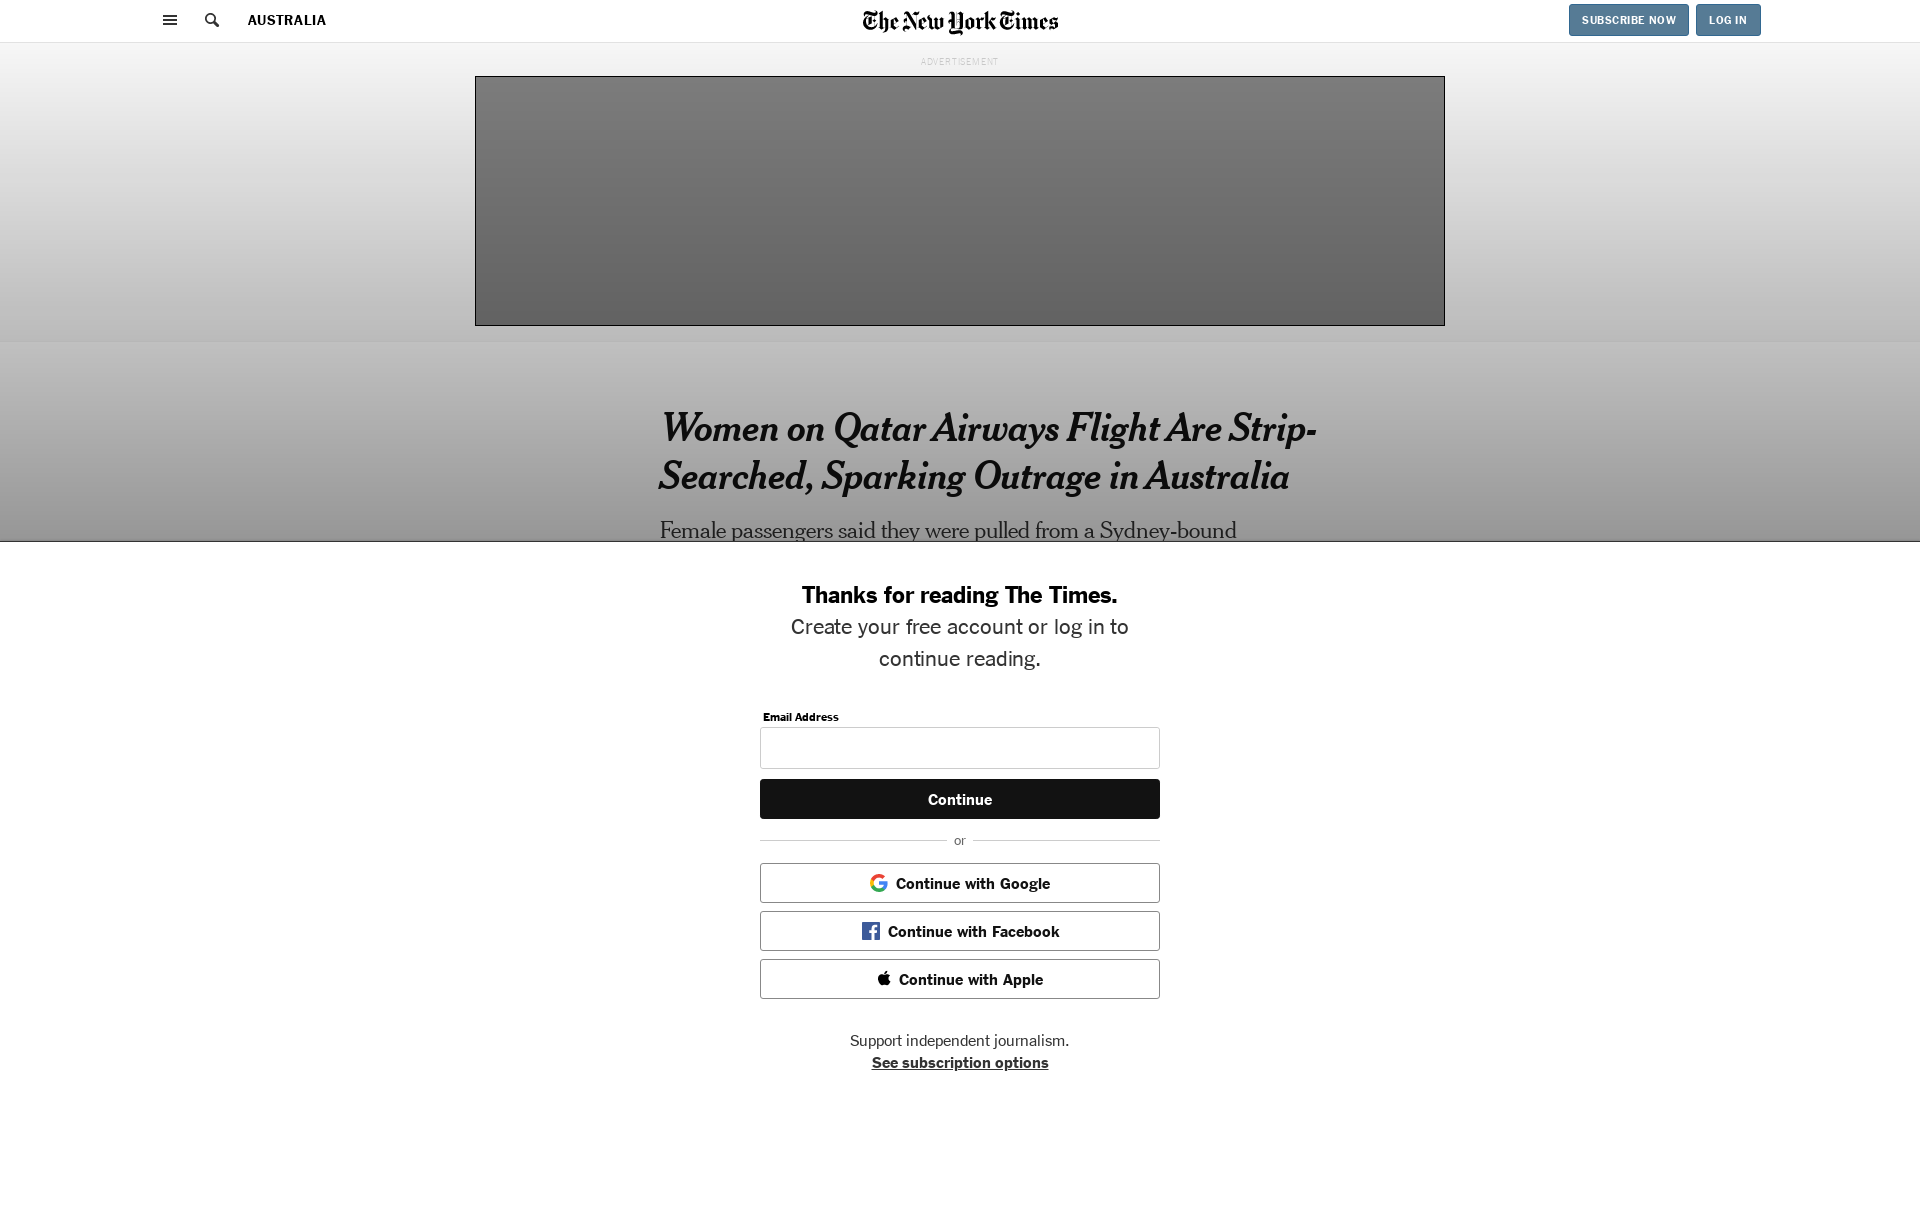 AUSTRALIA
The New York Times
SUBSCRIBE NOW
LOG IN
ADVERTISEMENT
Women on Qatar Airways Flight Are Strip-
Searched, Sparking Outrage in Australia
Female passengers said they were pulled from a Sydney-bound
Thanks for reading The Times.
Create your free account or log in to
continue reading.
Email Address
Continue
or
Continue with Google
Continue with Facebook
Continue with Apple
Support independent journalism.
See subscription options